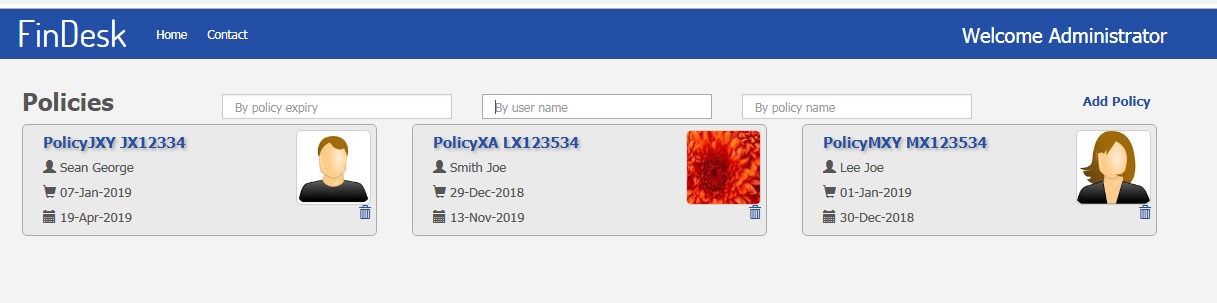 FinDesk Home Contact Welcome Administrator
Policies By policy expiry By user name By policy name Add Policy
PolicyJXY JX12334
Sean George
07-Jan-2019
19-Apr-2019
PolicyXA LX123534
Smith Joe
29-Dec-2018
13-Nov-2019
PolicyMXY MX123534
Lee Joe
01-Jan-2019
30-Dec-2018